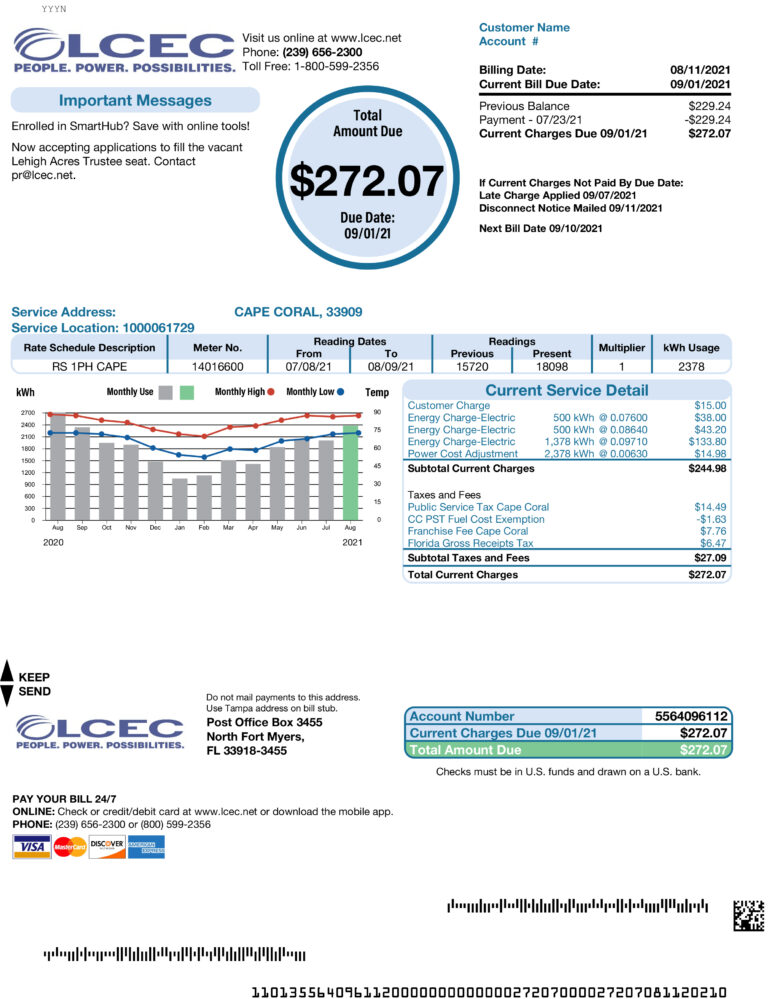 YYYN
LCEC
PEOPLE. POWER. POSSIBILITIES.
Visit us online at www.lcec.net
Phone: (239) 656-2300
Toll Free: 1-800-599-2356
Customer Name
Account #
Billing Date: 08/11/2021
Current Bill Due Date: 09/01/2021
Previous Balance $229.24
Payment - 07/23/21 -$229.24
Current Charges Due 09/01/21 $272.07
Important Messages
Enrolled in SmartHub? Save with online tools!
Now accepting applications to fill the vacant
Lehigh Acres Trustee seat. Contact
pr@lcec.net.
Total
Amount Due
$272.07
Due Date:
09/01/21
If Current Charges Not Paid By Due Date:
Late Charge Applied 09/07/2021
Disconnect Notice Mailed 09/11/2021
Next Bill Date 09/10/2021
Service Address: CAPE CORAL, 33909
Service Location: 1000061729
Rate Schedule Description Meter No. Reading Dates From To Readings Previous Present Multiplier kWh Usage
RS 1PH CAPE 14016600 07/08/21 08/09/21 15720 18098 1 2378
kWh Monthly Use Monthly High Monthly Low Temp
2700 90
2400
2100 75
1800 60
1500
1200 45
900 30
600
300 15
0 0
Aug Sep Oct Nov Dec Jan Feb Mar Apr May Jun Jul Aug
2020 2021
Current Service Detail
Customer Charge $15.00
Energy Charge-Electric 500 kWh @ 0.07600 $38.00
Energy Charge-Electric 500 kWh @ 0.08640 $43.20
Energy Charge-Electric 1,378 kWh @ 0.09710 $133.80
Power Cost Adjustment 2,378 kWh @ 0.00630 $14.98
Subtotal Current Charges $244.98
Taxes and Fees
Public Service Tax Cape Coral $14.49
CC PST Fuel Cost Exemption -$1.63
Franchise Fee Cape Coral $7.76
Florida Gross Receipts Tax $6.47
Subtotal Taxes and Fees $27.09
Total Current Charges $272.07
KEEP
SEND
LCEC
PEOPLE. POWER. POSSIBILITIES.
Do not mail payments to this address.
Use Tampa address on bill stub.
Post Office Box 3455
North Fort Myers,
FL 33918-3455
Account Number 5564096112
Current Charges Due 09/01/21 $272.07
Total Amount Due $272.07
Checks must be in U.S. funds and drawn on a U.S. bank.
PAY YOUR BILL 24/7
ONLINE: Check or credit/debit card at www.lcec.net or download the mobile app.
PHONE: (239) 656-2300 or (800) 599-2356
VISA MasterCard DISCOVER NETWORK AMERICAN EXPRESS
1101355640961120000000000000027207000027207081120210